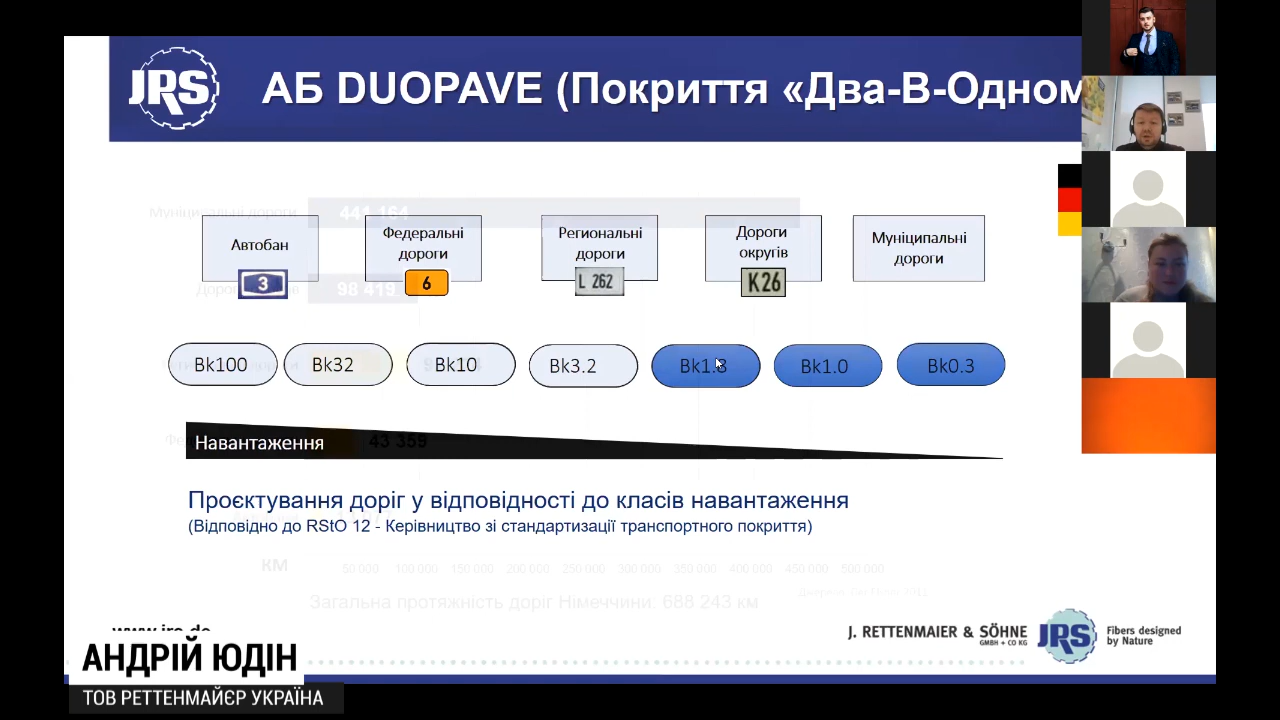 JRS
АБ DUOPAVE (Покриття «Два-В-Одном
Муніципальні дороги
441 164
Автобан
3
Федеральні
дороги
6
Региональні
дороги
L 262
Дороги
округів
K26
Муніципальні
дороги
98 419
Bk100
Bk32
Bk10
Bk3.2
Bk1.8
Bk1.0
Bk0.3
Навантаження
43 359
Проєктування доріг у відповідності до класів навантаження
(Відповідно до RStO 12 - Керівництво зі стандартизації транспортного покриття)
КМ
50 000 100 000 150 000 200 000 250 000 300 000 350 000 400 000 450 000 500 000
Загальна протяжність доріг Німеччини: 688 243 км
www.jrs.de
J. RETTENMAIER & SÖHNE
GMBH + CO KG
JRS
Fibers designed
by Nature
АНДРІЙ ЮДІН
ТОВ РЕТТЕНМАЙЄР УКРАЇНА